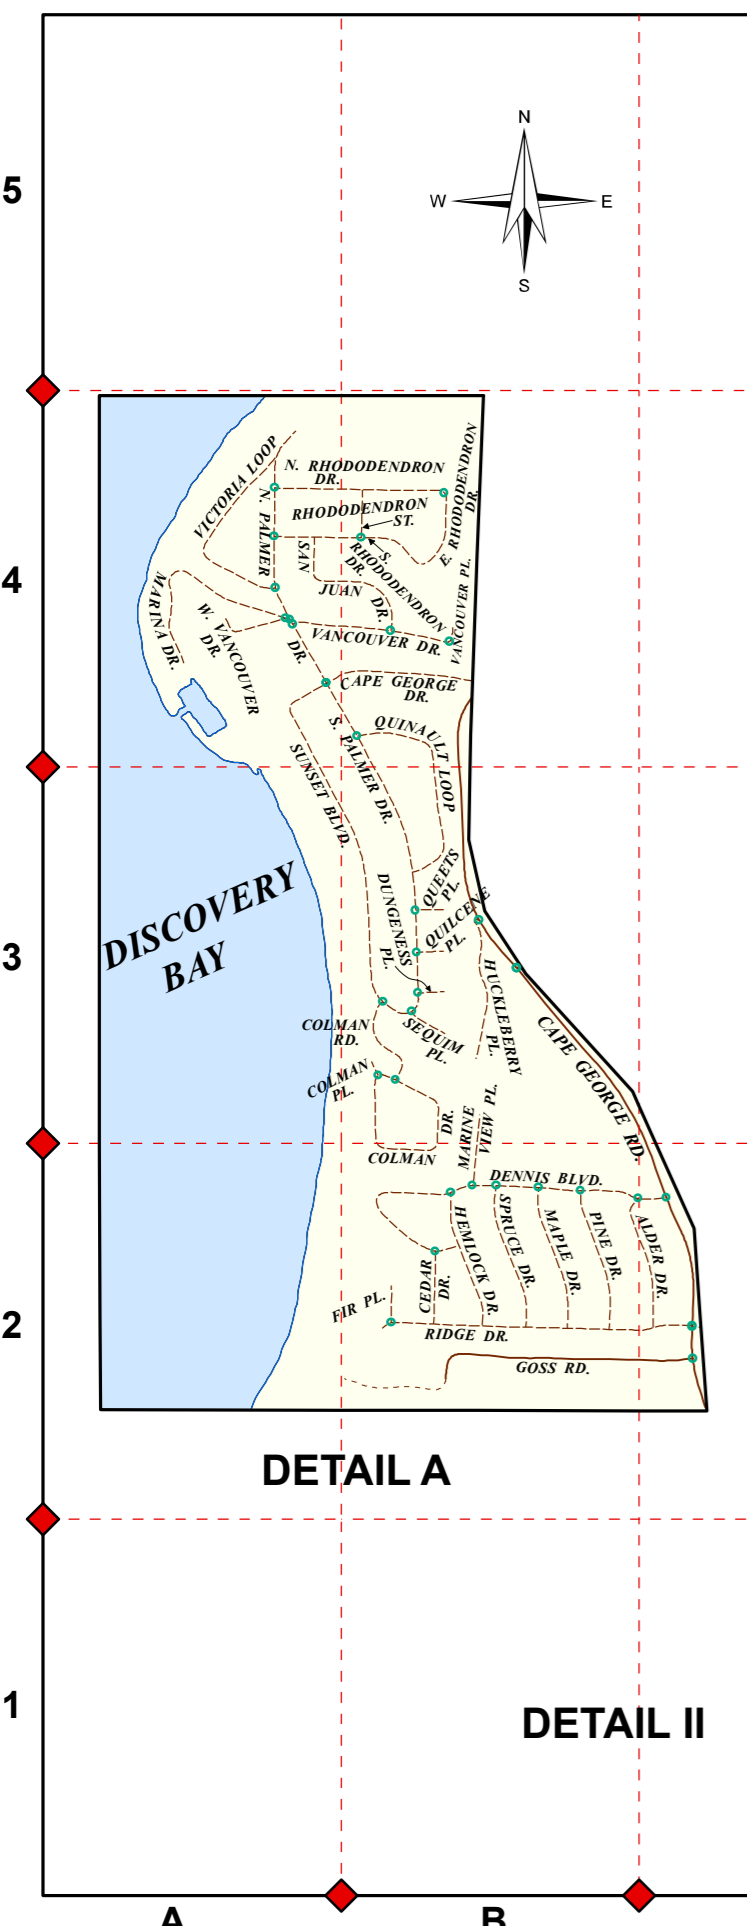 N
5
W
E
S
N. RHODODENDRON
DR.
VICTORIA LOOP
E. RHODODENDRON
DR.
N. PALMER
RHODODENDRON
ST.
S.
RHODODENDRON
DR.
SAN
JUAN
DR.
4
MARINA DR.
W. VANCOUVER
DR.
VANCOUVER DR.
VANCOUVER PL.
DR.
CAPE GEORGE
DR.
S. PALMER DR.
QUINAULT LOOP
SUNSET BLVD.
DISCOVERY
BAY
3
DUNGENESS
PL.
QUEETS
PL.
QUILCENE
PL.
HUCKLEBERRY
PL.
COLMAN
RD.
SEQUIM
PL.
CAPE GEORGE RD.
COLMAN
PL.
COLMAN
DR.
MARINE
VIEW PL.
DENNIS BLVD.
HEMLOCK DR.
SPRUCE DR.
MAPLE DR.
PINE DR.
ALDER DR.
CEDAR
DR.
FIR PL.
2
RIDGE DR.
GOSS RD.
DETAIL A
1
DETAIL II
A
B